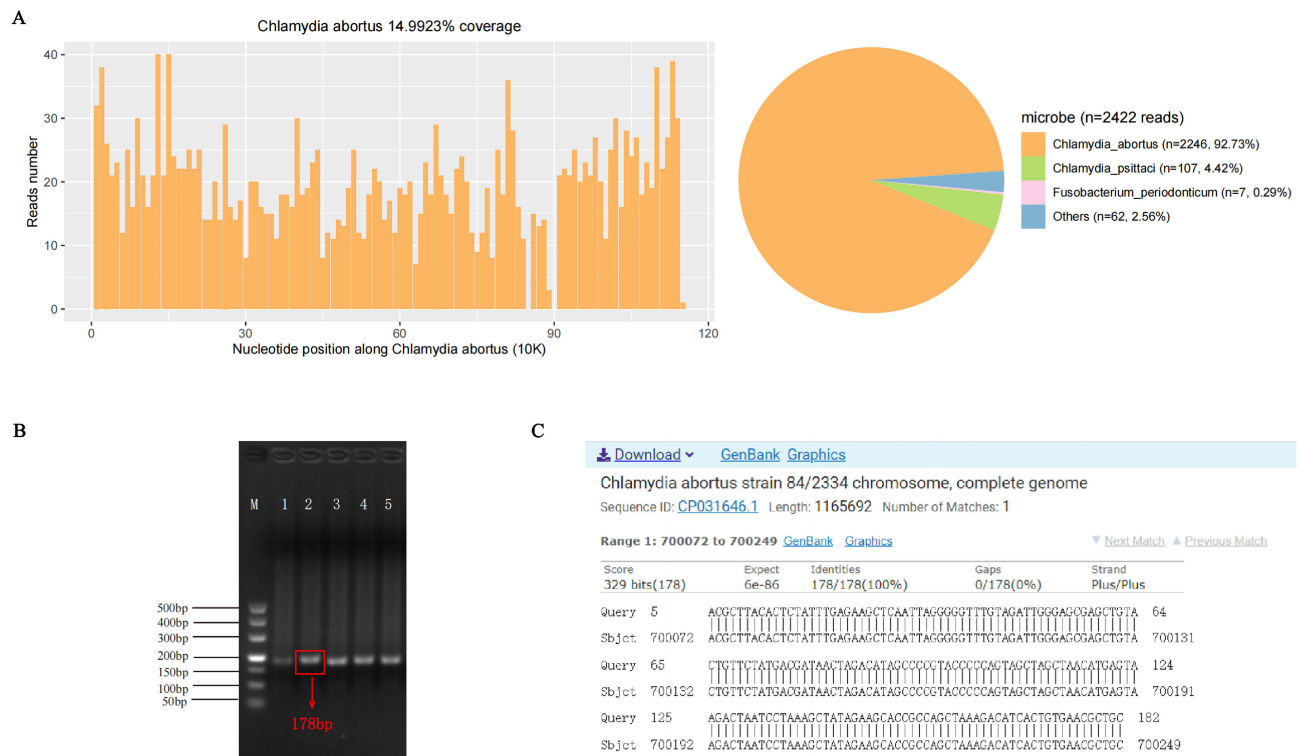 A
Chlamydia abortus 14.9923% coverage
Reads number
40
30
20
10
0
0 30 60 90 120
Nucleotide position along Chlamydia abortus (10K)
microbe (n=2422 reads)
Chlamydia_abortus (n=2246, 92.73%)
Chlamydia_psittaci (n=107, 4.42%)
Fusobacterium_periodonticum (n=7, 0.29%)
Others (n=62, 2.56%)
B
M 1 2 3 4 5
500bp
400bp
300bp
200bp
150bp
100bp
50bp
178bp
C
Download GenBank Graphics
Chlamydia abortus strain 84/2334 chromosome, complete genome
Sequence ID: CP031646.1 Length: 1165692 Number of Matches: 1
Range 1: 700072 to 700249 GenBank Graphics Next Match Previous Match
Score Expect Identities Gaps Strand
329 bits(178) 6e-86 178/178(100%) 0/178(0%) Plus/Plus
Query 5 ACGCTTACACTCTATTTGAGAAGCTCAATTAGGGGGTTTGTAGATTGGGAGCGAGCTGTA 64
Sbjct 700072 ACGCTTACACTCTATTTGAGAAGCTCAATTAGGGGGTTTGTAGATTGGGAGCGAGCTGTA 700131
Query 65 CTGTTCTATGACGATAACTAGACATAGCCCCGTACCCCCAGTAGCTAGCTAACATGAGTA 124
Sbjct 700132 CTGTTCTATGACGATAACTAGACATAGCCCCGTACCCCCAGTAGCTAGCTAACATGAGTA 700191
Query 125 AGACTAATCCTAAAGCTATAGAAGCACCGCCAGCTAAAGACATCACTGTGAACGCTGC 182
Sbjct 700192 AGACTAATCCTAAAGCTATAGAAGCACCGCCAGCTAAAGACATCACTGTGAACGCTGC 700249